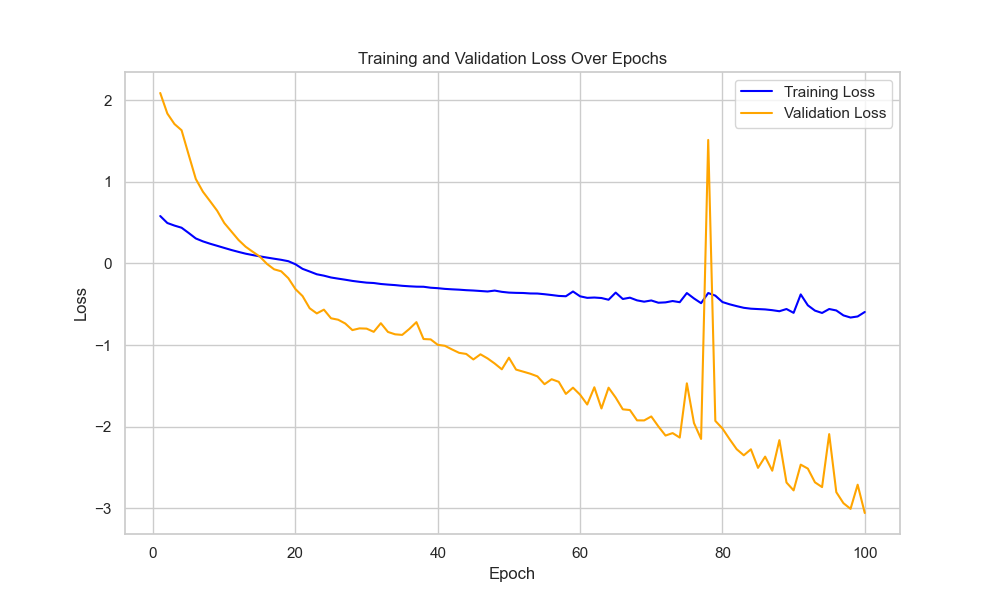 Training and Validation Loss Over Epochs
Training Loss
Validation Loss
2
1
0
−1
−2
−3
Loss
0 20 40 60 80 100
Epoch